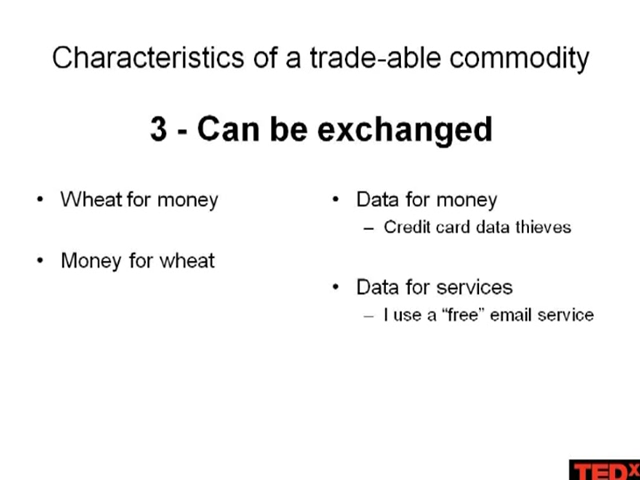 Characteristics of a trade-able commodity
3 - Can be exchanged
• Wheat for money
• Money for wheat
• Data for money
– Credit card data thieves
• Data for services
– I use a “free” email service
TEDx